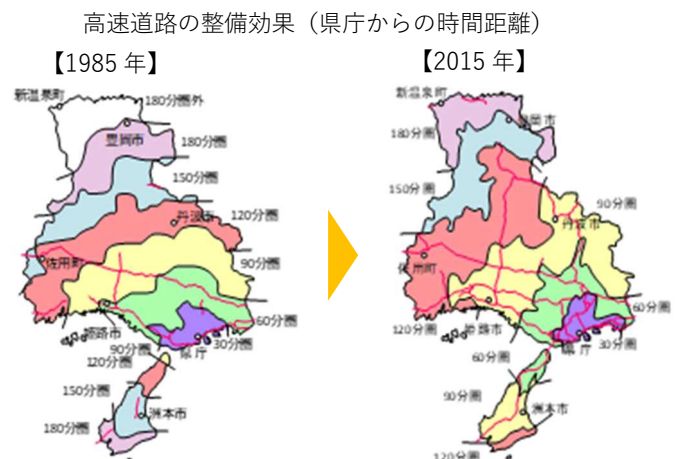 高速道路の整備効果（県庁からの時間距離）
【1985 年】
【2015 年】
新温泉町
180分圏外
豊岡市
180分圏
150分圏
丹波市
120分圏
佐用町
90分圏
60分圏
姫路市
30分圏
県庁
90分圏
120分圏
150分圏
洲本市
180分圏
新温泉町
豊岡市
180分圏
150分圏
90分圏
丹波市
佐用町
60分圏
120分圏
姫路市
県庁
30分圏
60分圏
90分圏
洲本市
120分圏